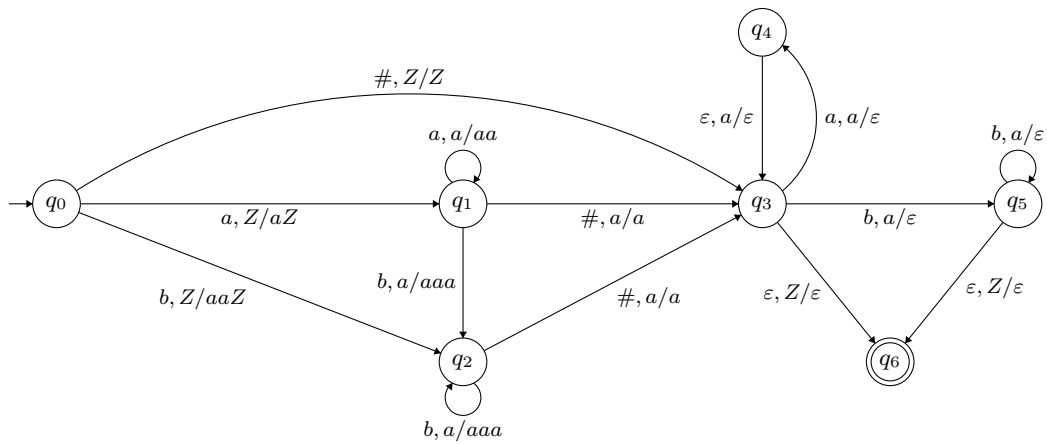 q₄
#, Z/Z
ε, a/ε
a, a/ε
a, a/aa
b, a/ε
q₀
q₁
q₃
q₅
a, Z/aZ
#, a/a
b, a/ε
b, a/aaa
b, Z/aaZ
#, a/a
ε, Z/ε
ε, Z/ε
q₂
q₆
b, a/aaa